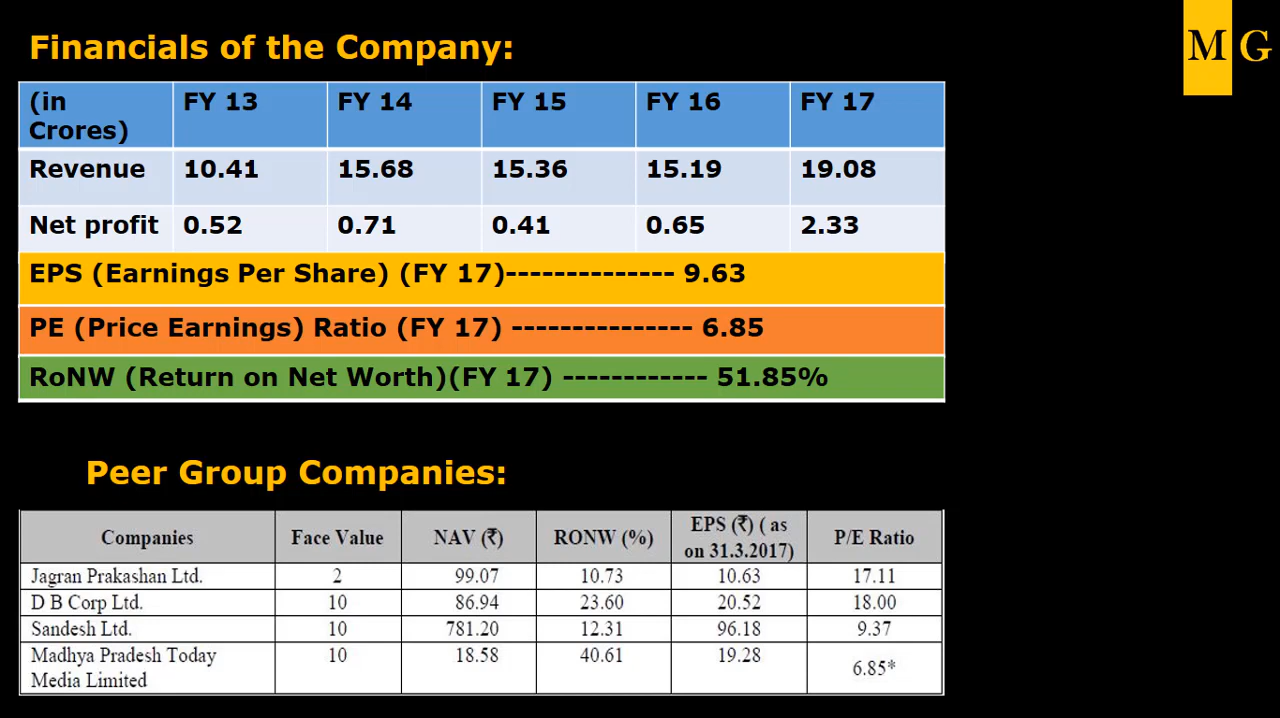 Financials of the Company:
M G
(in Crores) FY 13 FY 14 FY 15 FY 16 FY 17
Revenue 10.41 15.68 15.36 15.19 19.08
Net profit 0.52 0.71 0.41 0.65 2.33
EPS (Earnings Per Share) (FY 17)-------------- 9.63
PE (Price Earnings) Ratio (FY 17) --------------- 6.85
RoNW (Return on Net Worth)(FY 17) ------------ 51.85%
Peer Group Companies:
Companies Face Value NAV (₹) RONW (%) EPS (₹) ( as on 31.3.2017) P/E Ratio
Jagran Prakashan Ltd. 2 99.07 10.73 10.63 17.11
D B Corp Ltd. 10 86.94 23.60 20.52 18.00
Sandesh Ltd. 10 781.20 12.31 96.18 9.37
Madhya Pradesh Today Media Limited 10 18.58 40.61 19.28 6.85*